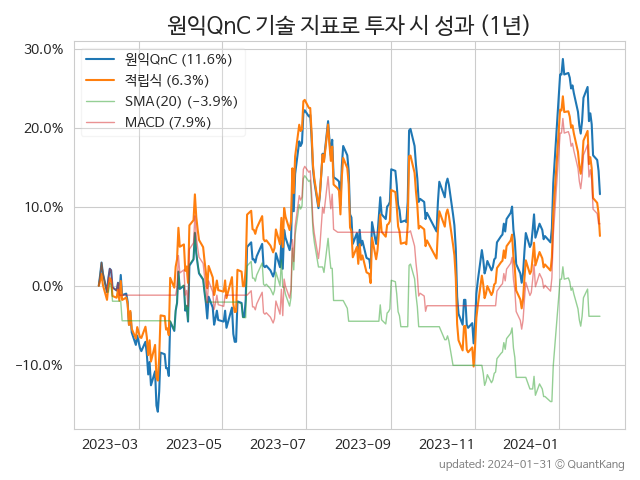 원익QnC 기술 지표로 투자 시 성과 (1년)
30.0%
20.0%
10.0%
0.0%
−10.0%
원익QnC (11.6%)
적립식 (6.3%)
SMA(20) (−3.9%)
MACD (7.9%)
2023-03 2023-05 2023-07 2023-09 2023-11 2024-01
updated: 2024-01-31 © QuantKang